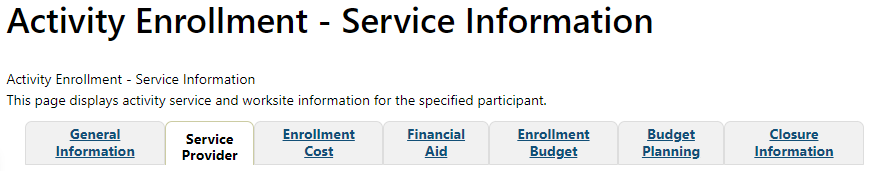 Activity Enrollment - Service Information
Activity Enrollment - Service Information
This page displays activity service and worksite information for the specified participant.
General Information
Service Provider
Enrollment Cost
Financial Aid
Enrollment Budget
Budget Planning
Closure Information